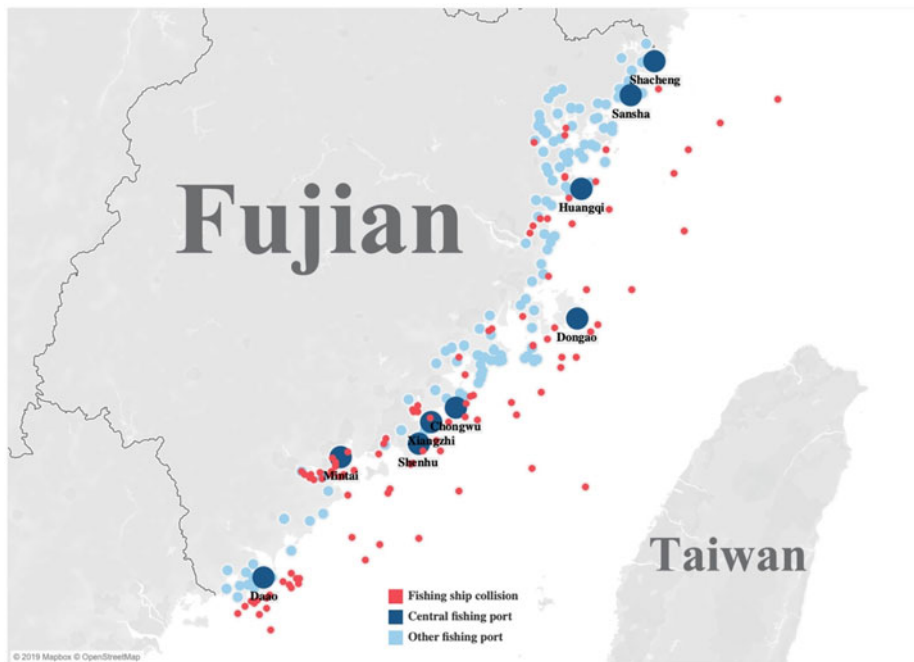 Shacheng
Sansha
Fujian
Huangqi
Dongao
Chongwu
Xiangzhi
Shenhu
Mintai
Taiwan
Daao
Fishing ship collision
Central fishing port
Other fishing port
© 2019 Mapbox © OpenStreetMap